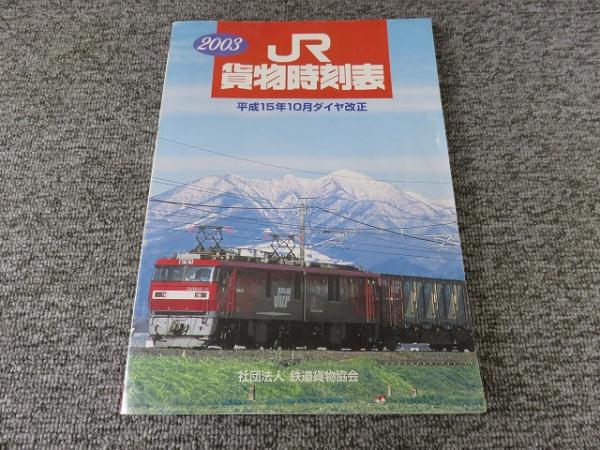 2003
JR
貨物時刻表
平成15年10月ダイヤ改正
社団法人 鉄道貨物協会